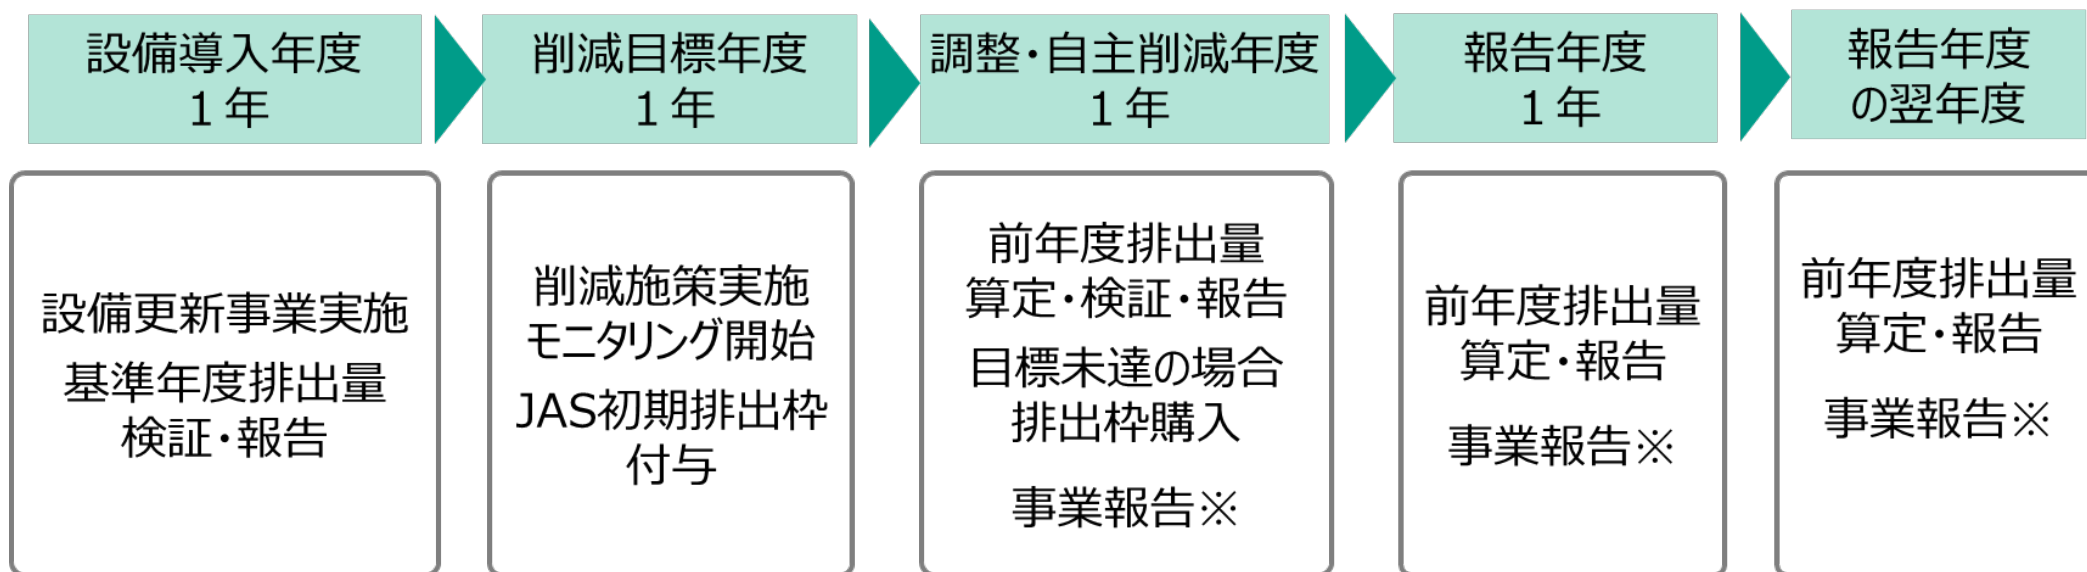 設備導入年度
1年
削減目標年度
1年
調整・自主削減年度
1年
報告年度
1年
報告年度
の翌年度
設備更新事業実施
基準年度排出量
検証・報告
削減施策実施
モニタリング開始
JAS初期排出枠
付与
前年度排出量
算定・検証・報告
目標未達の場合
排出枠購入
事業報告※
前年度排出量
算定・報告
事業報告※
前年度排出量
算定・報告
事業報告※